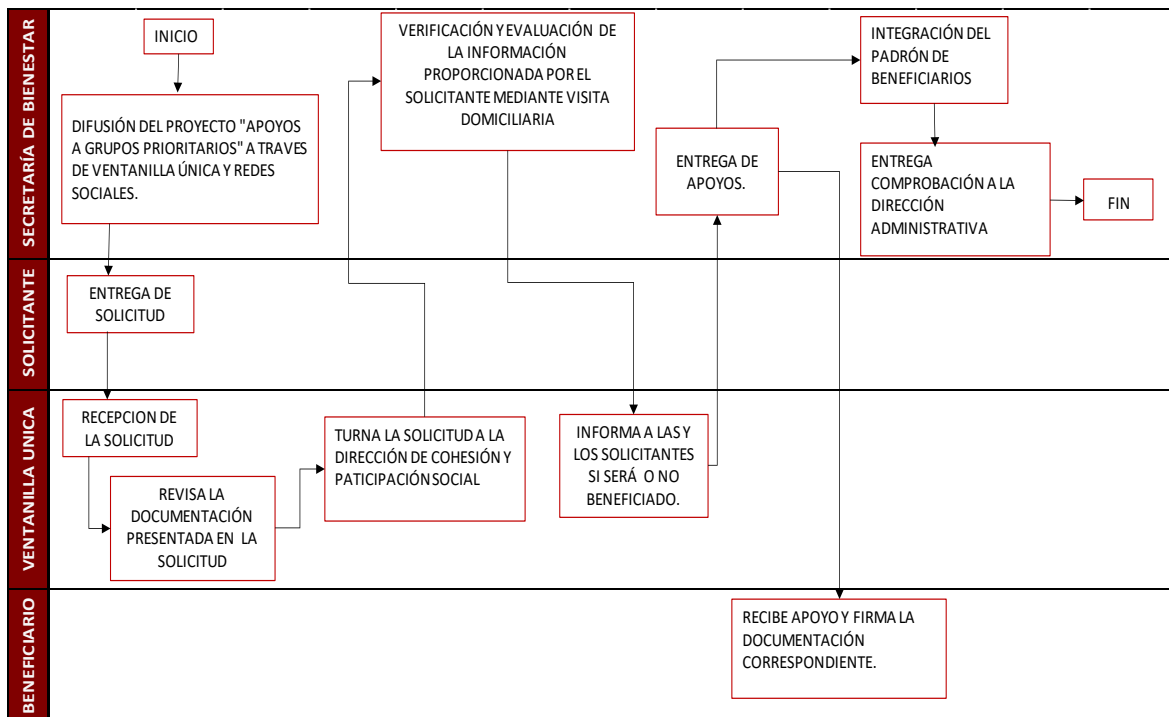 SECRETARÍA DE BIENESTAR
INICIO
DIFUSIÓN DEL PROYECTO "APOYOS
A GRUPOS PRIORITARIOS" A TRAVES
DE VENTANILLA ÚNICA Y REDES
SOCIALES.
VERIFICACIÓN Y EVALUACIÓN DE
LA INFORMACIÓN
PROPORCIONADA POR EL
SOLICITANTE MEDIANTE VISITA
DOMICILIARIA
ENTREGA DE
APOYOS.
INTEGRACIÓN DEL
PADRÓN DE
BENEFICIARIOS
ENTREGA
COMPROBACIÓN A LA
DIRECCIÓN
ADMINISTRATIVA
FIN
SOLICITANTE
ENTREGA DE
SOLICITUD
VENTANILLA UNICA
RECEPCION DE
LA SOLICITUD
REVISA LA
DOCUMENTACIÓN
PRESENTADA EN LA
SOLICITUD
TURNA LA SOLICITUD A LA
DIRECCIÓN DE COHESIÓN Y
PATICIPACIÓN SOCIAL
INFORMA A LAS Y
LOS SOLICITANTES
SI SERÁ O NO
BENEFICIADO.
BENEFICIARIO
RECIBE APOYO Y FIRMA LA
DOCUMENTACIÓN
CORRESPONDIENTE.